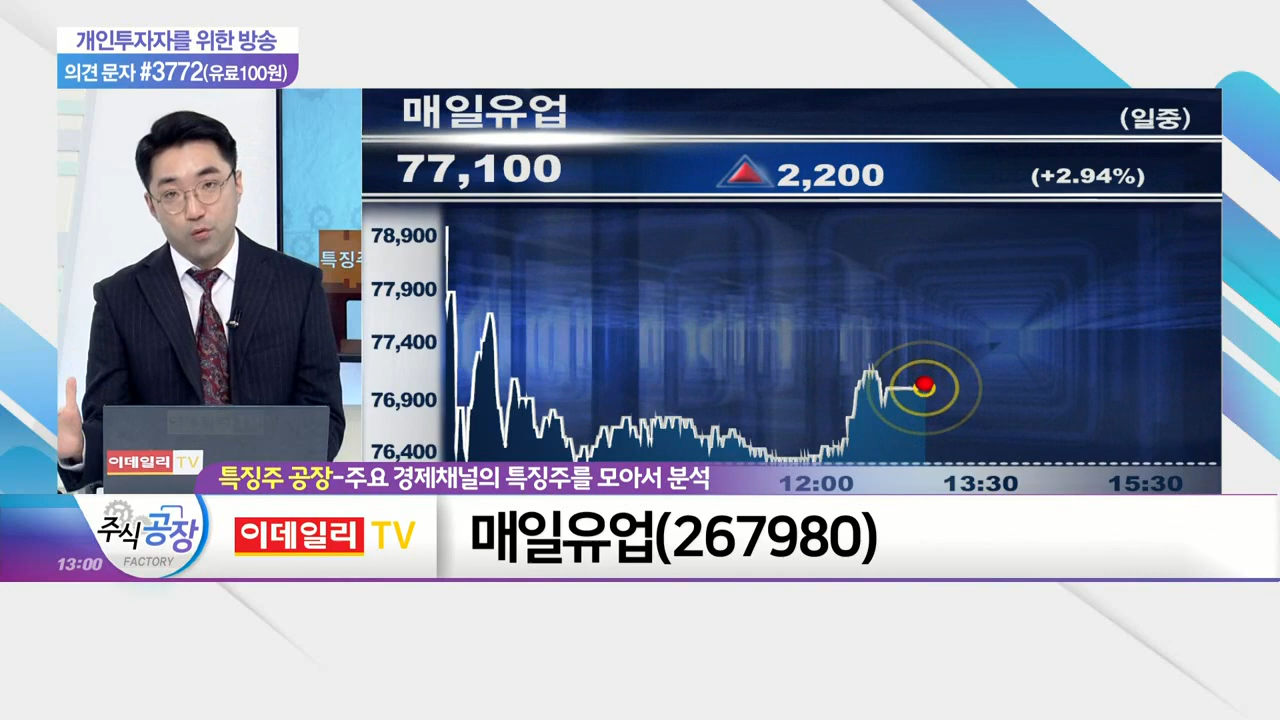 개인투자자를 위한 방송
의견 문자 #3772(유료100원)
매일유업
(일중)
77,100
2,200
(+2.94%)
78,900
77,900
77,400
76,900
76,400
특징주
이데일리 TV
특징주 공장-주요 경제채널의 특징주를 모아서 분석
12:00
13:30
15:30
주식공장
FACTORY
13:00
이데일리 TV
매일유업(267980)